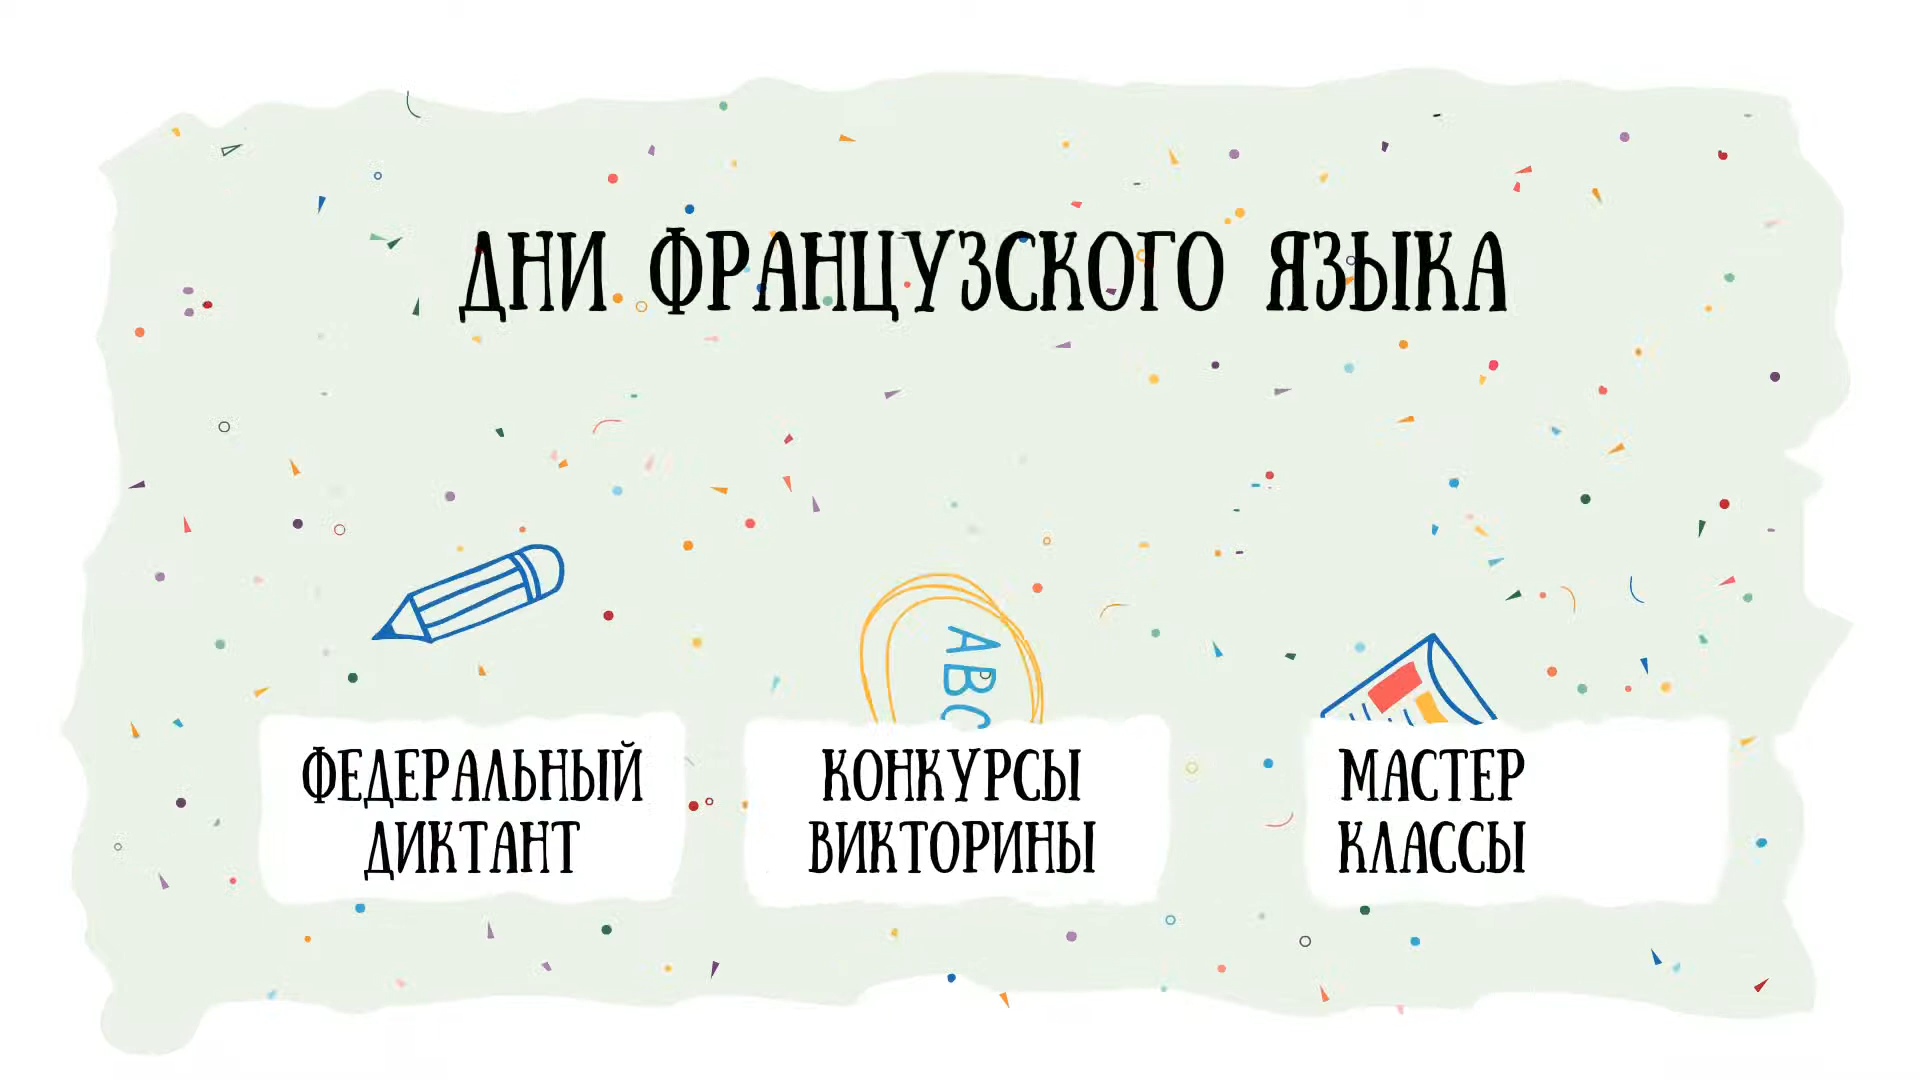 ДНИ ФРАНЦУЗСКОГО ЯЗЫКА
ABC
ФЕДЕРАЛЬНЫЙ
ДИКТАНТ
КОНКУРСЫ
ВИКТОРИНЫ
МАСТЕР
КЛАССЫ